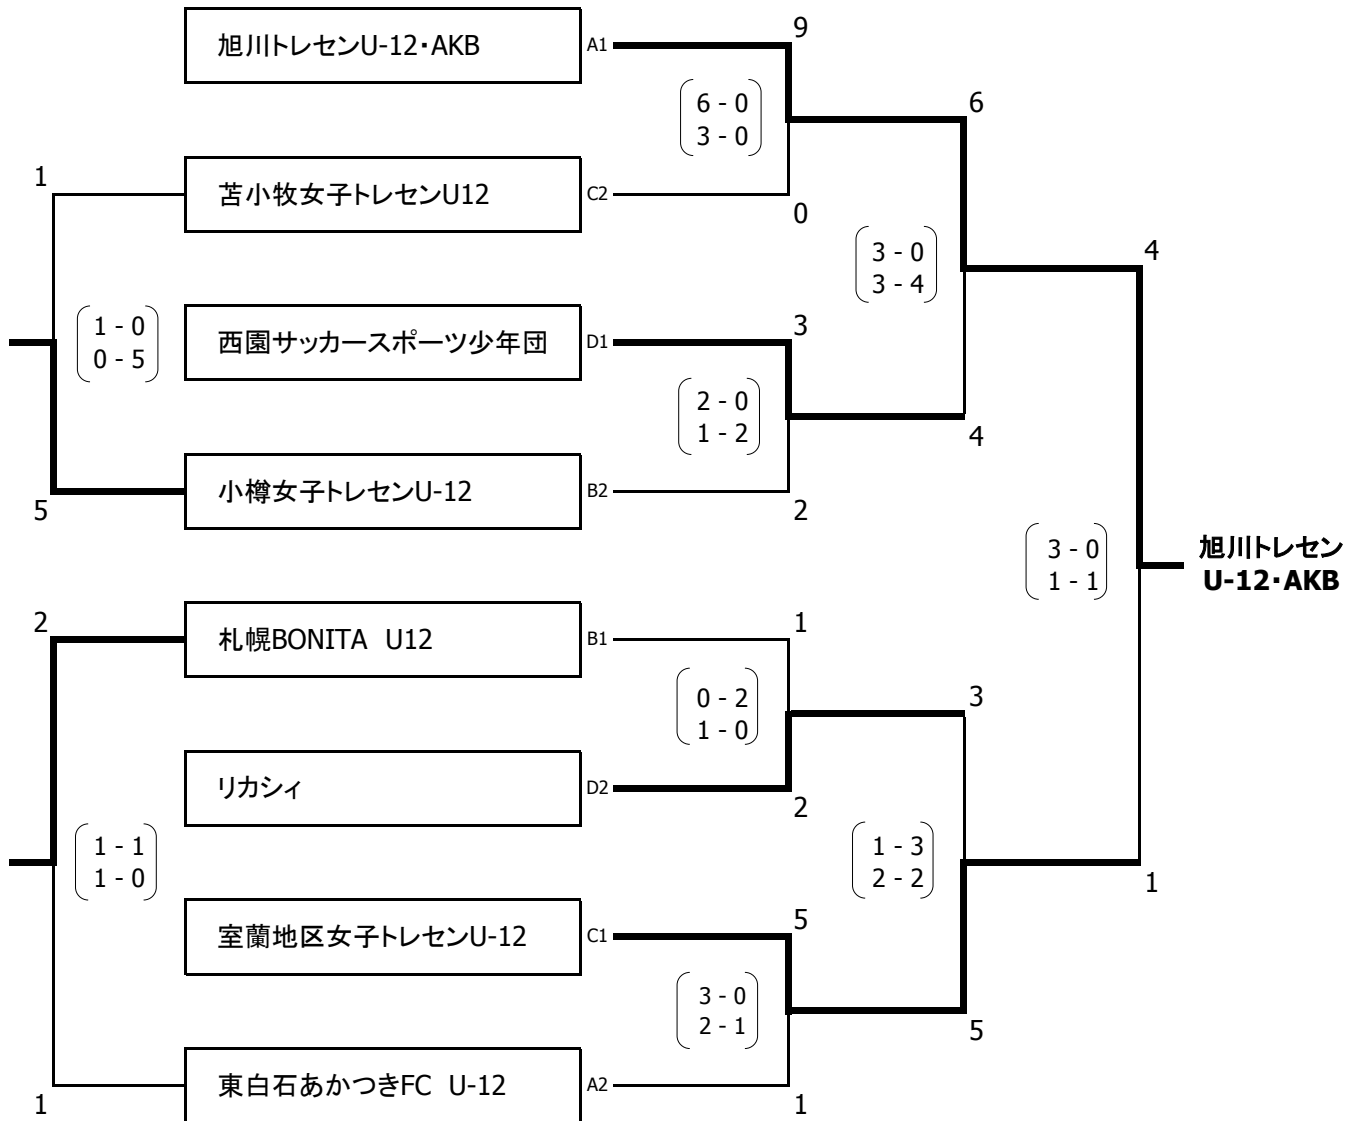 9
旭川トレセンU-12・AKB
A1
6 - 0
3 - 0
6
1
苫小牧女子トレセンU12
C2
0
3 - 0
3 - 4
4
1 - 0
0 - 5
西園サッカースポーツ少年団
D1
3
2 - 0
1 - 2
4
5
小樽女子トレセンU-12
B2
2
3 - 0
1 - 1
旭川トレセン
U-12・AKB
2
札幌BONITA　U12
B1
1
0 - 2
1 - 0
3
リカシィ
D2
2
1 - 1
1 - 0
1 - 3
2 - 2
1
室蘭地区女子トレセンU-12
C1
5
3 - 0
2 - 1
5
1
東白石あかつきFC　U-12
A2
1